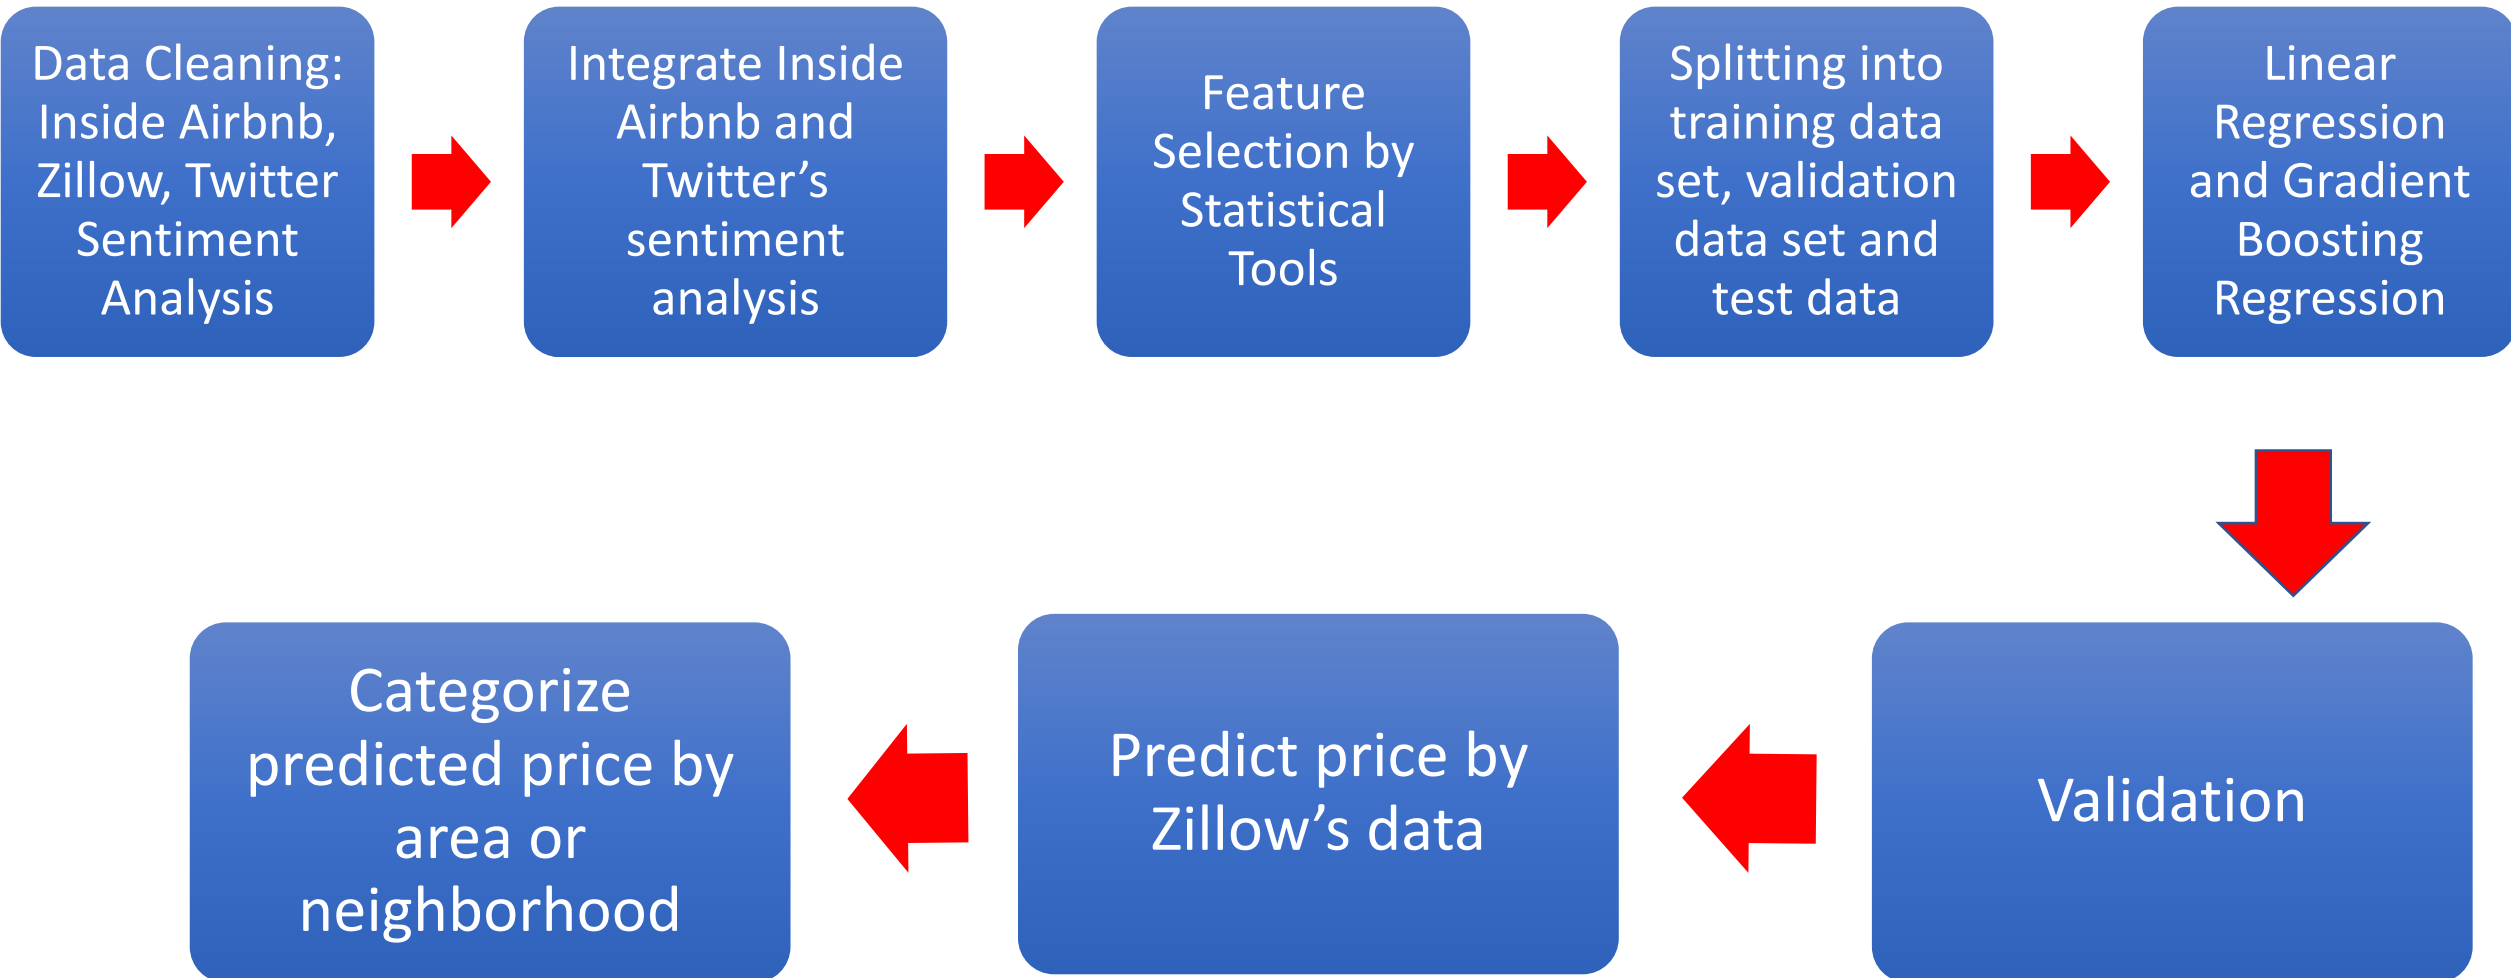 Data Cleaning:
Inside Airbnb,
Zillow, Twitter
Sentiment
Analysis
Integrate Inside
Airbnb and
Twitter’s
sentiment
analysis
Feature
Selection by
Statistical
Tools
Splitting into
training data
set, validation
data set and
test data
Linear
Regression
and Gradient
Boosting
Regression
Validation
Predict price by
Zillow’s data
Categorize
predicted price by
area or
neighborhood